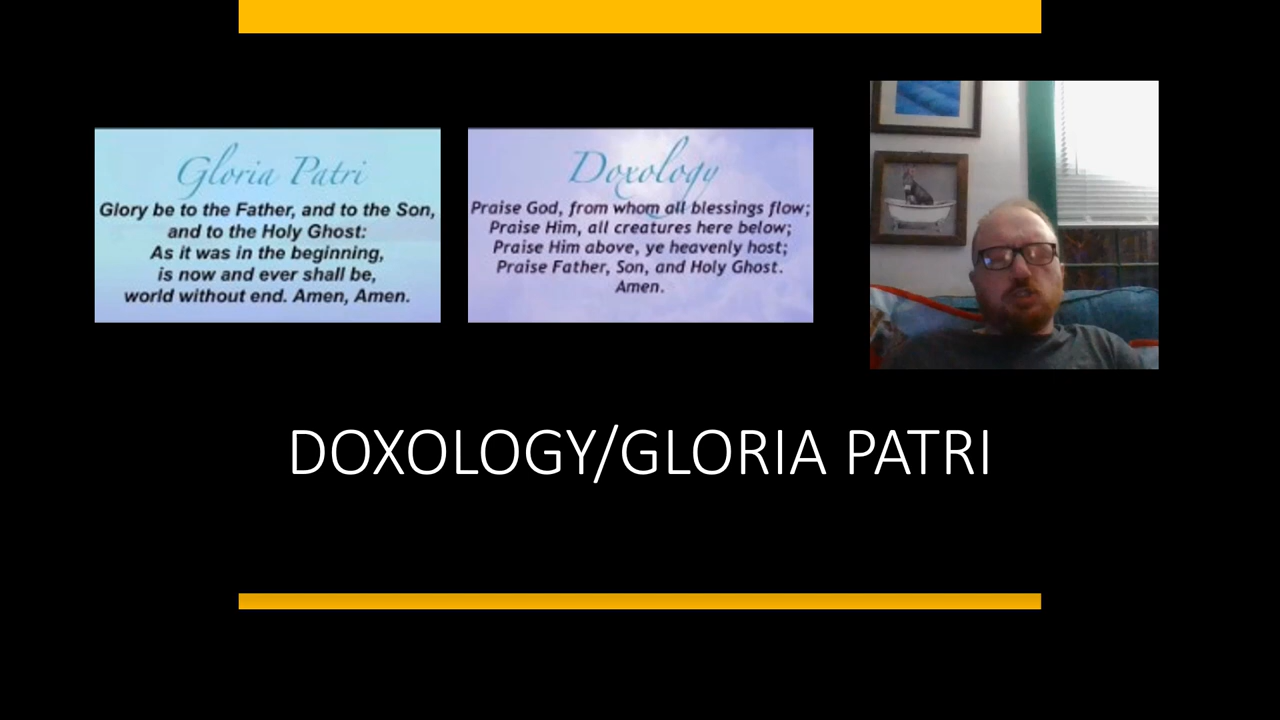 Gloria Patri
Glory be to the Father, and to the Son,
and to the Holy Ghost:
As it was in the beginning,
is now and ever shall be,
world without end. Amen, Amen.
Doxology
Praise God, from whom all blessings flow;
Praise Him, all creatures here below;
Praise Him above, ye heavenly host;
Praise Father, Son, and Holy Ghost.
Amen.
DOXOLOGY/GLORIA PATRI